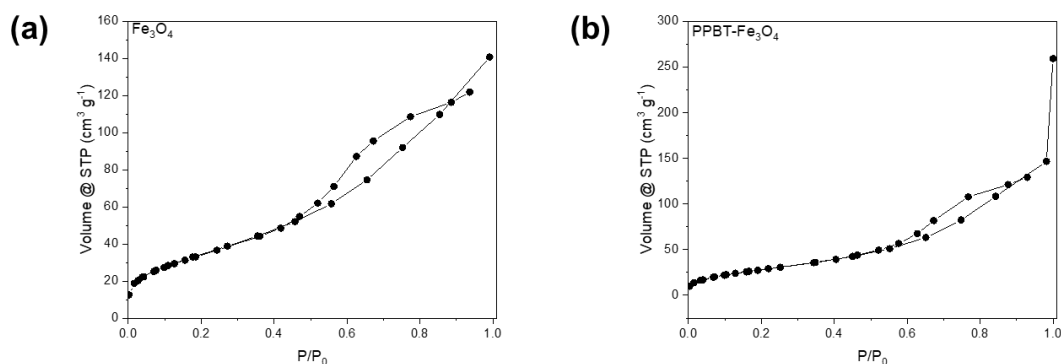 (a)
Fe₃O₄
Volume @ STP (cm³ g⁻¹)
160
140
120
100
80
60
40
20
0
0.0 0.2 0.4 0.6 0.8 1.0
P/P₀
(b)
PPBT-Fe₃O₄
Volume @ STP (cm³ g⁻¹)
300
250
200
150
100
50
0
0.0 0.2 0.4 0.6 0.8 1.0
P/P₀